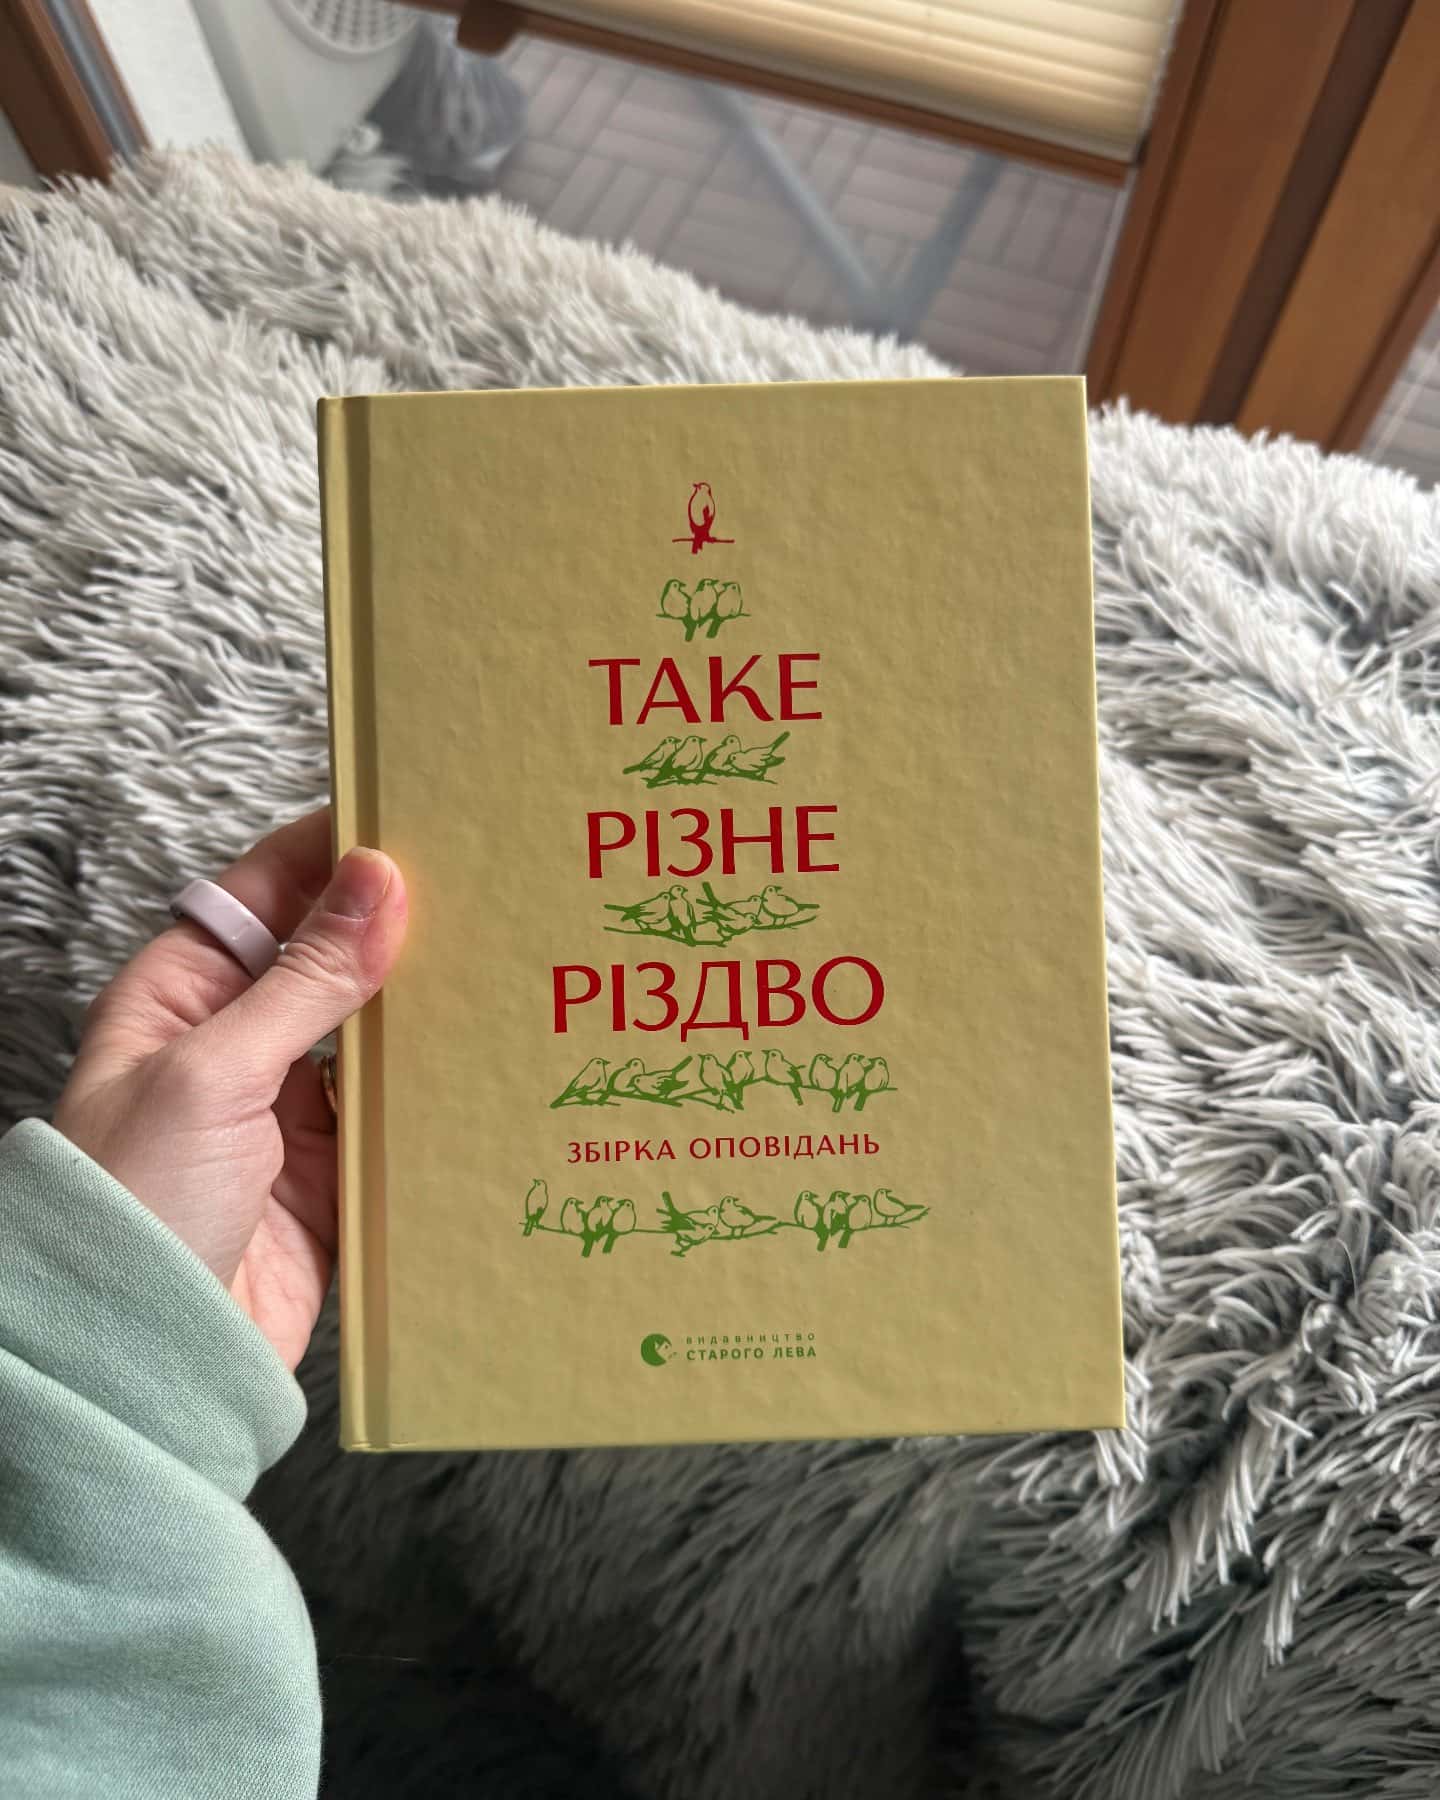 ТАКЕ
РІЗНЕ
РІЗДВО
ЗБІРКА ОПОВІДАНЬ
видавництво
СТАРОГО ЛЕВА